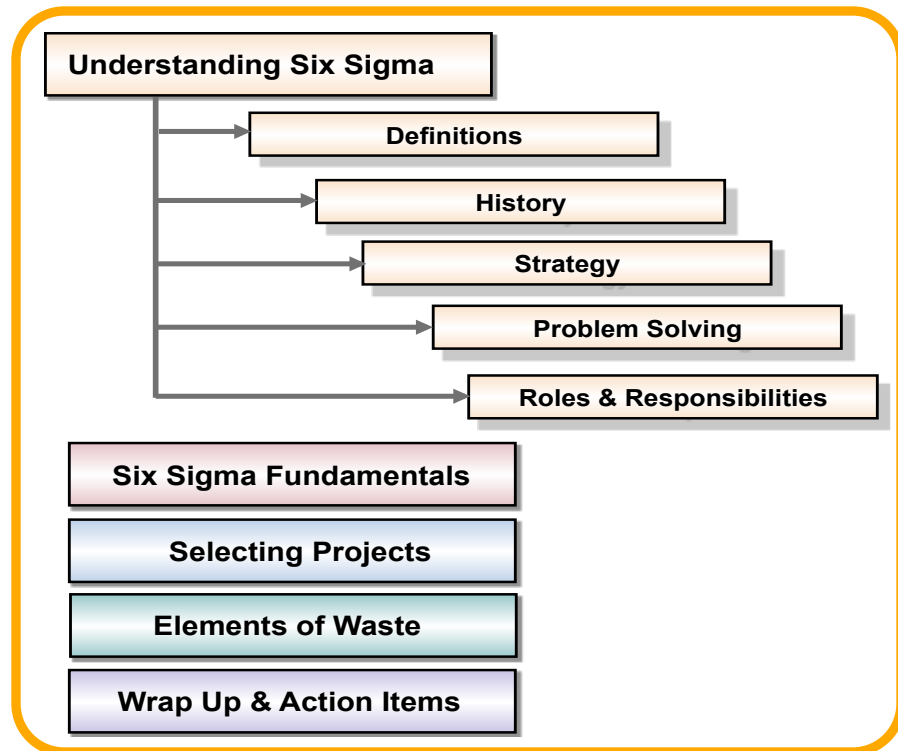 Understanding Six Sigma
Definitions
History
Strategy
Problem Solving
Roles & Responsibilities
Six Sigma Fundamentals
Selecting Projects
Elements of Waste
Wrap Up & Action Items